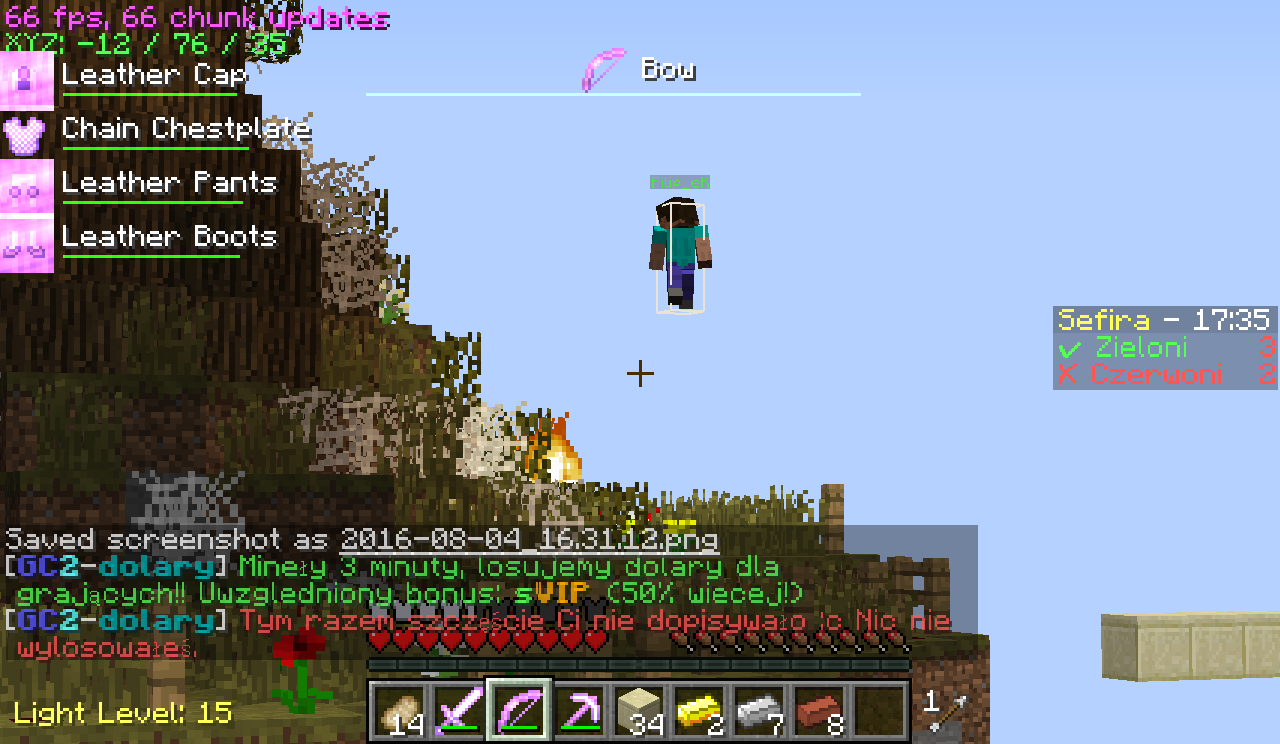 66 fps, 66 chunk updates
XYZ: -12 / 76 / 35
Leather Cap
Bow
Chain Chestplate
Leather Pants
Leather Boots
Sefira - 17:35
✔ Zieloni 3
✕ Czerwoni 2
Saved screenshot as 2016-08-04_16.31.12.png
[GC2-dolary] Mineły 3 minuty, losujemy dolary dla
grających!! Uwzgledniony bonus: sVIP (50% wiecej!)
[GC2-dolary] Tym razem szczęście Ci nie dopisywało :c Nic nie
wylosowałeś.
Light Level: 15
14
34
2
7
8
1